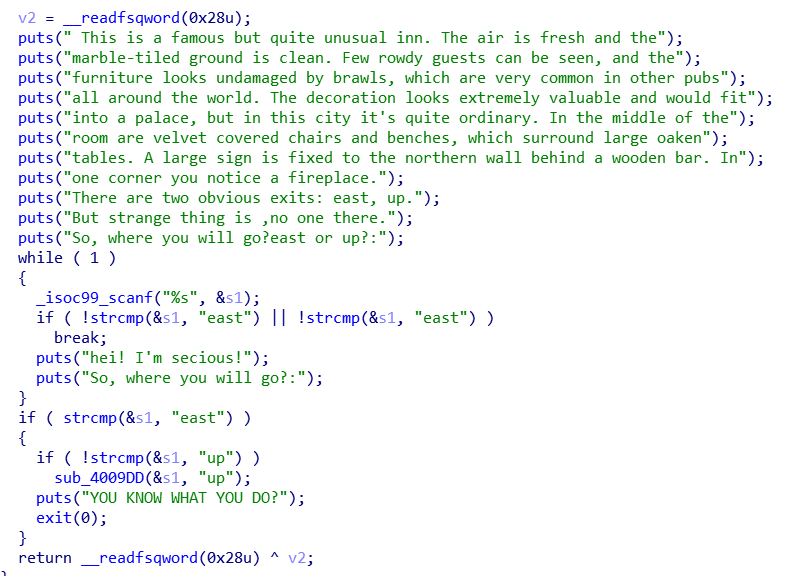 v2 = __readfsqword(0x28u);
puts(" This is a famous but quite unusual inn. The air is fresh and the");
puts("marble-tiled ground is clean. Few rowdy guests can be seen, and the");
puts("furniture looks undamaged by brawls, which are very common in other pubs");
puts("all around the world. The decoration looks extremely valuable and would fit");
puts("into a palace, but in this city it's quite ordinary. In the middle of the");
puts("room are velvet covered chairs and benches, which surround large oaken");
puts("tables. A large sign is fixed to the northern wall behind a wooden bar. In");
puts("one corner you notice a fireplace.");
puts("There are two obvious exits: east, up.");
puts("But strange thing is ,no one there.");
puts("So, where you will go?east or up?:");
while ( 1 )
{
_isoc99_scanf("%s", &s1);
if ( !strcmp(&s1, "east") || !strcmp(&s1, "east") )
break;
puts("hei! I'm secious!");
puts("So, where you will go?:");
}
if ( strcmp(&s1, "east") )
{
if ( !strcmp(&s1, "up") )
sub_4009DD(&s1, "up");
puts("YOU KNOW WHAT YOU DO?");
exit(0);
}
return __readfsqword(0x28u) ^ v2;